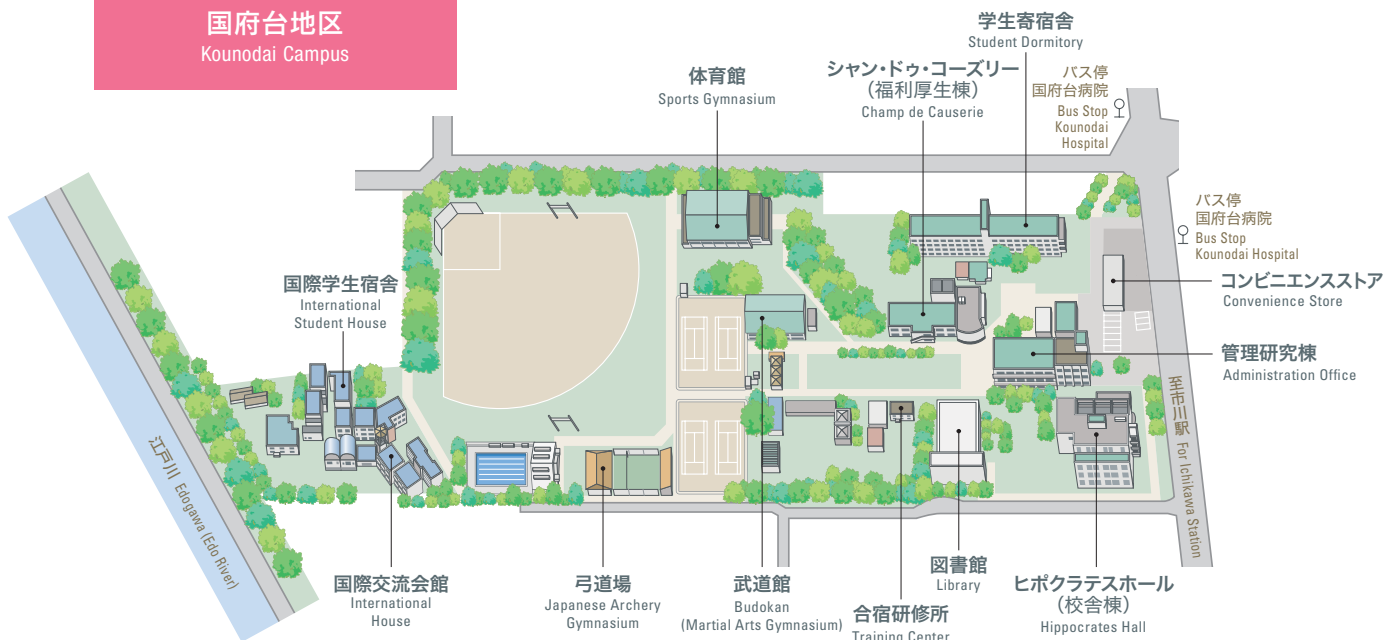 国府台地区
Kounodai Campus
学生寄宿舎
Student Dormitory
シャン・ドゥ・コーズリー
(福利厚生棟)
Champ de Causerie
体育館
Sports Gymnasium
バス停
国府台病院
Bus Stop
Kounodai
Hospital
バス停
国府台病院
Bus Stop
Kounodai Hospital
コンビニエンスストア
Convenience Store
国際学生宿舎
International
Student House
管理研究棟
Administration Office
至市川駅 For Ichikawa Station
江戸川 Edogawa (Edo River)
国際交流会館
International
House
弓道場
Japanese Archery
Gymnasium
武道館
Budokan
(Martial Arts Gymnasium)
合宿研修所
Training Center
図書館
Library
ヒポクラテスホール
(校舎棟)
Hippocrates Hall